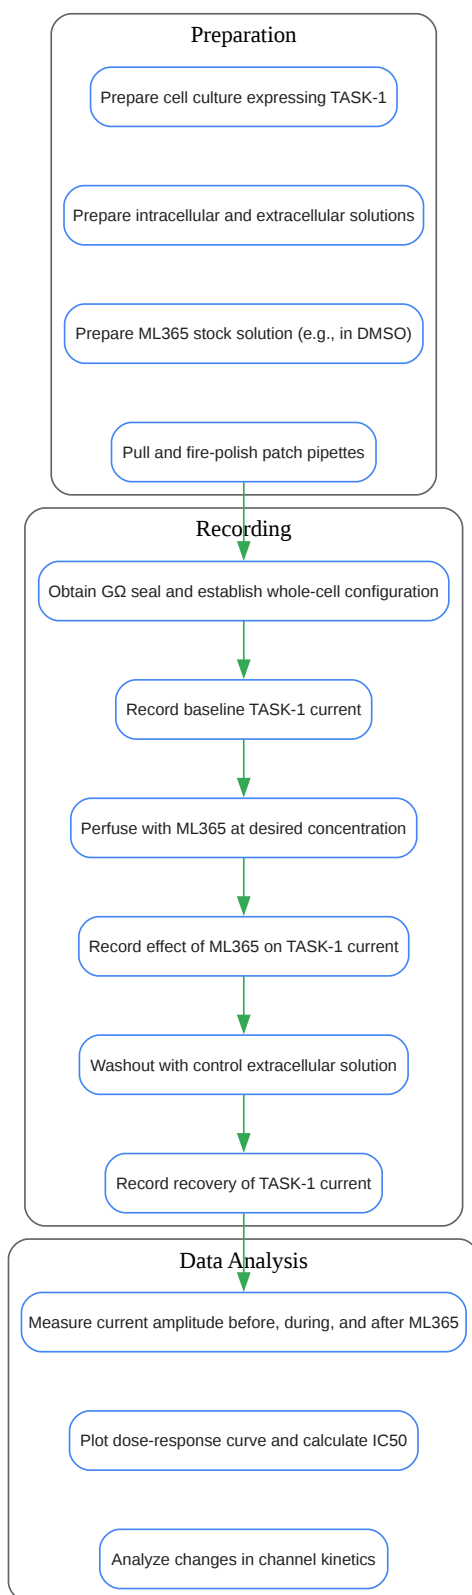 Preparation
Prepare cell culture expressing TASK-1
Prepare intracellular and extracellular solutions
Prepare ML365 stock solution (e.g., in DMSO)
Pull and fire-polish patch pipettes
Recording
Obtain GΩ seal and establish whole-cell configuration
Record baseline TASK-1 current
Perfuse with ML365 at desired concentration
Record effect of ML365 on TASK-1 current
Washout with control extracellular solution
Record recovery of TASK-1 current
Data Analysis
Measure current amplitude before, during, and after ML365
Plot dose-response curve and calculate IC50
Analyze changes in channel kinetics